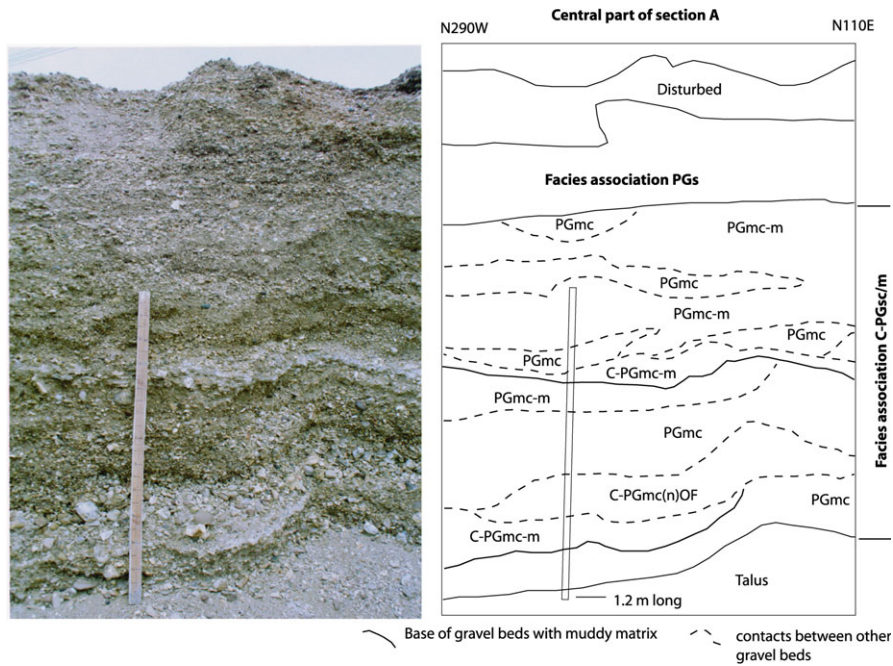 Central part of section A
N290W
N110E
Disturbed
Facies association PGs
PGmc
PGmc-m
PGmc
PGmc-m
PGmc
PGmc
C-PGmc-m
PGmc-m
PGmc
C-PGmc(n)OF
PGmc
C-PGmc-m
Talus
1.2 m long
Facies association C-PGsc/m
Base of gravel beds with muddy matrix
contacts between other
gravel beds